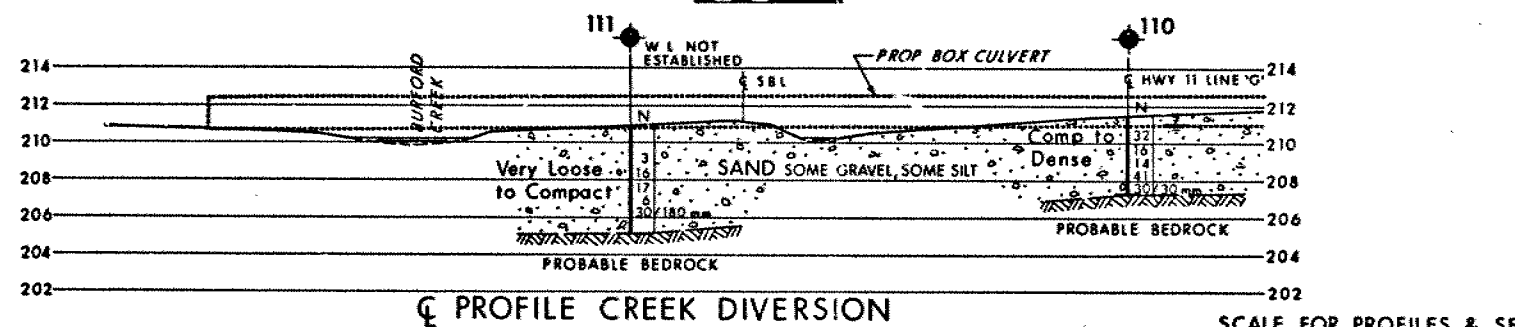 111
110
W L NOT
ESTABLISHED
PROP BOX CULVERT
BURFORD
CREEK
℄ SBL
℄ HWY 11 LINE 'G'
214
214
212
212
210
210
208
208
206
206
204
204
202
202
N
3
16
17
6
30/180 mm
Very Loose
to Compact
SAND SOME GRAVEL, SOME SILT
Comp to
Dense
N
32
16
14
41
30/30 mm
PROBABLE BEDROCK
PROBABLE BEDROCK
℄ PROFILE CREEK DIVERSION
SCALE FOR PROFILES &